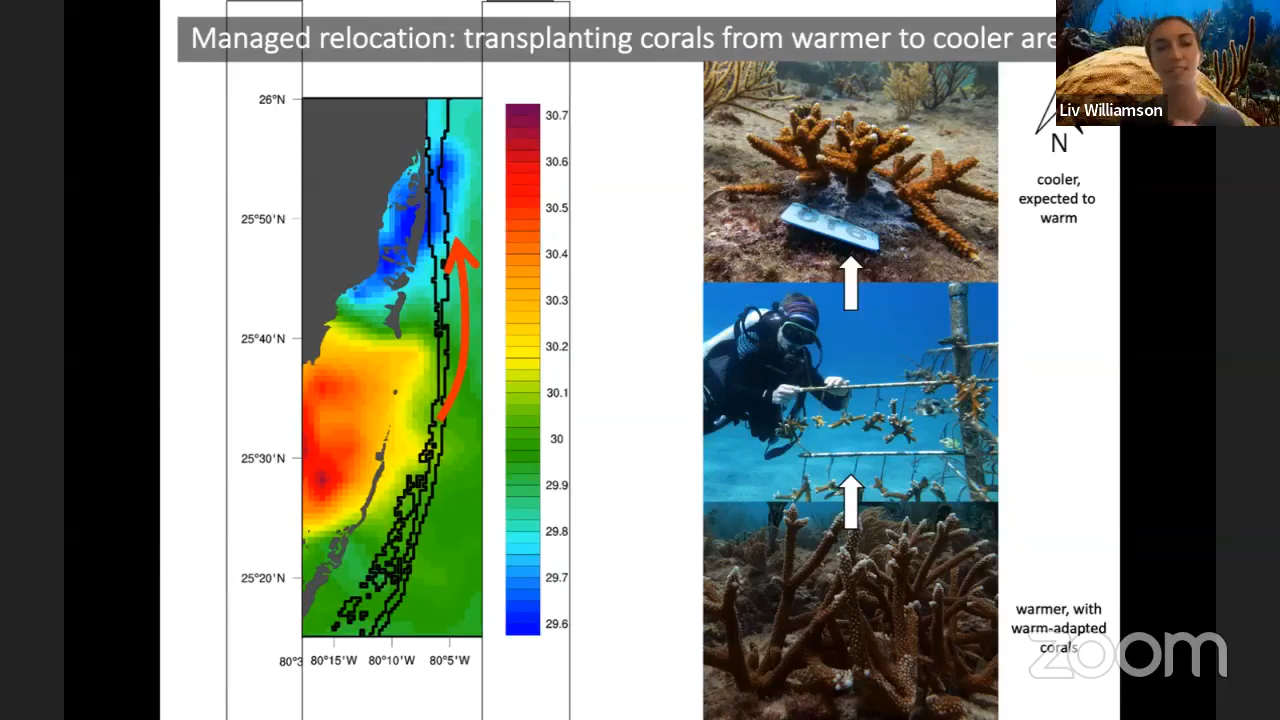 Managed relocation: transplanting corals from warmer to cooler are
Liv Williamson
26°N
25°50'N
25°40'N
25°30'N
25°20'N
80°3
80°15'W
80°10'W
80°5'W
30.7
30.6
30.5
30.4
30.3
30.2
30.1
30
29.9
29.8
29.7
29.6
016
N
cooler,
expected to
warm
warmer, with
warm-adapted
corals
zoom